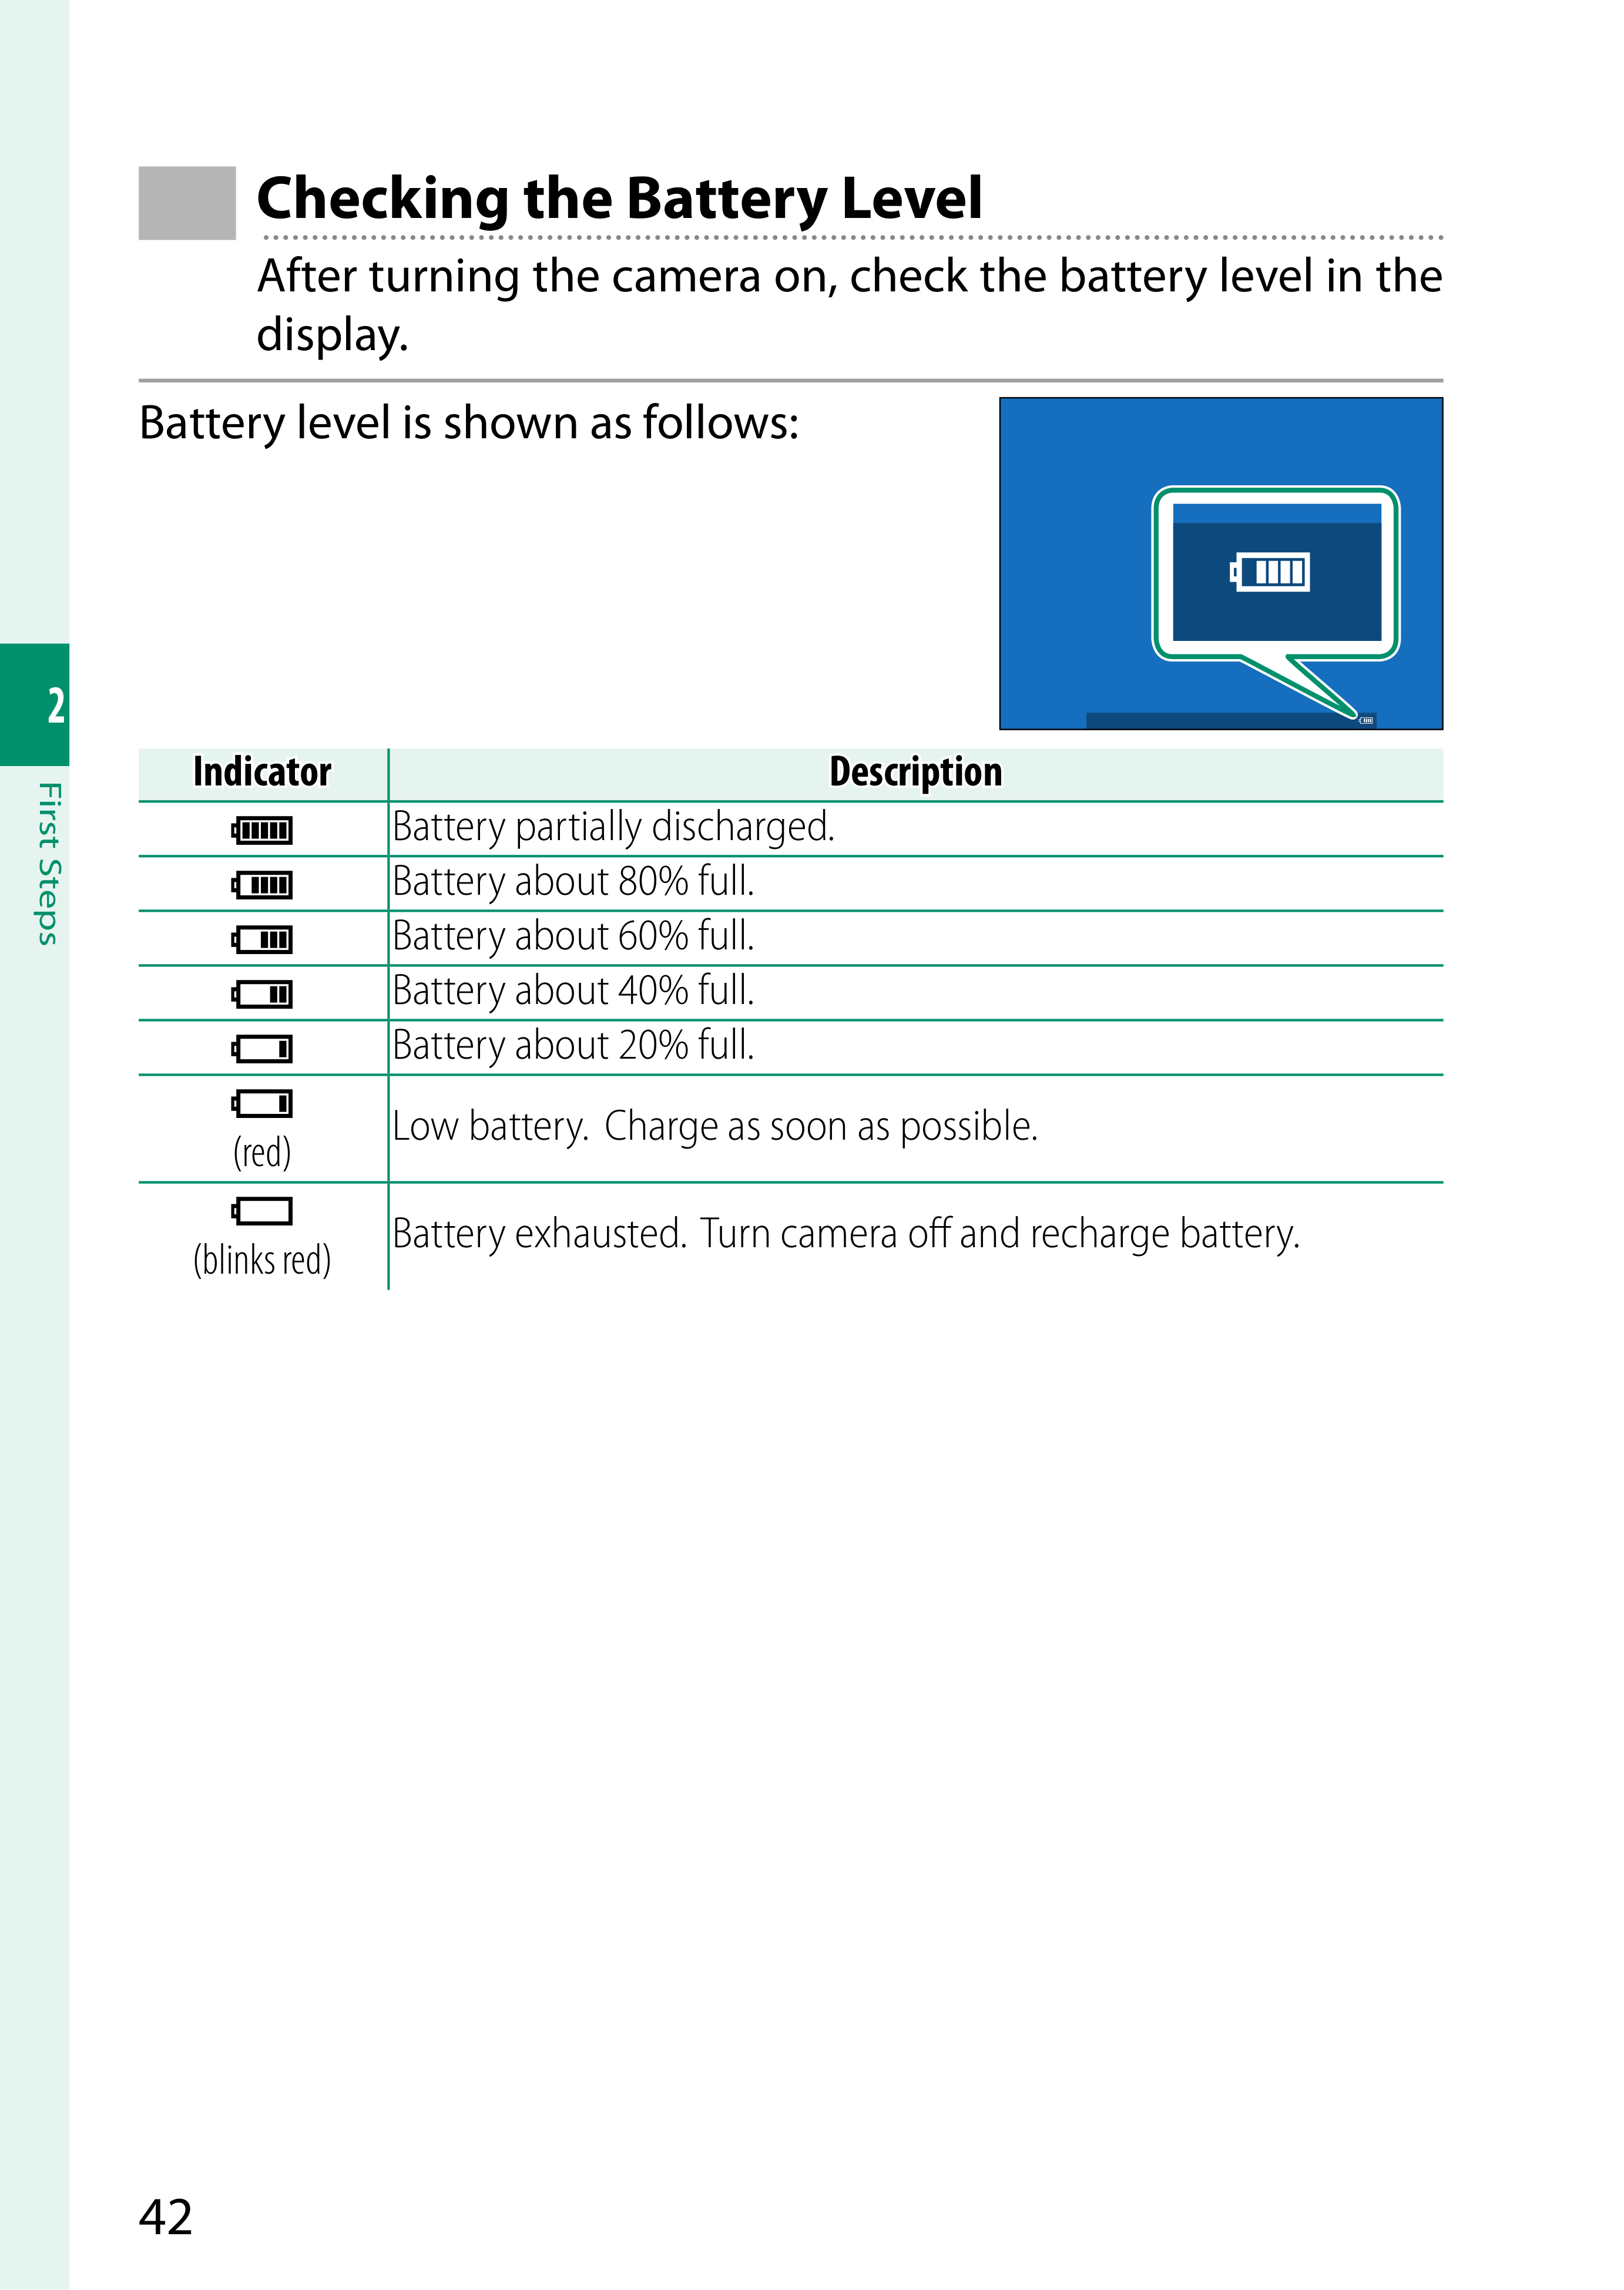 Checking the Battery Level
After turning the camera on, check the battery level in the
display.
Battery level is shown as follows:
2
First Steps
Indicator Description
Battery partially discharged.
Battery about 80% full.
Battery about 60% full.
Battery about 40% full.
Battery about 20% full.
(red) Low battery. Charge as soon as possible.
(blinks red) Battery exhausted. Turn camera off and recharge battery.
42